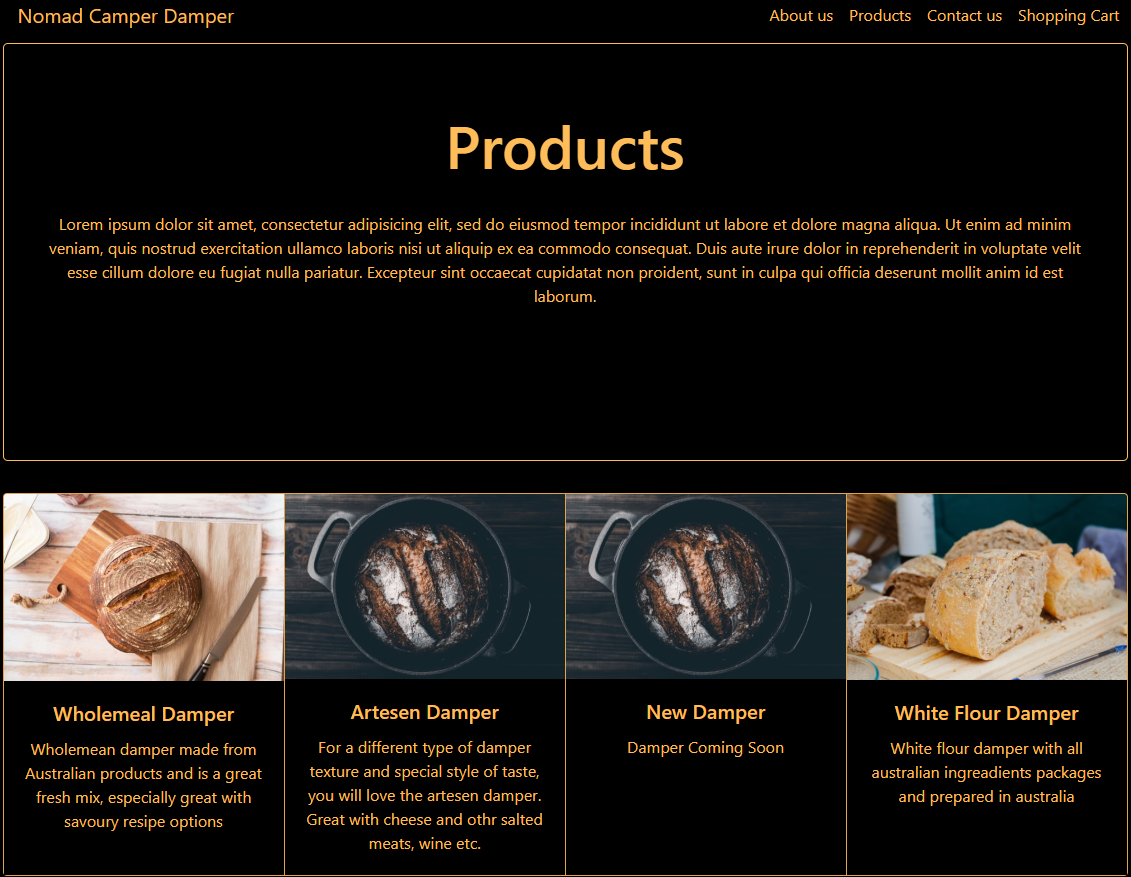 Nomad Camper Damper
About us Products Contact us Shopping Cart
Products
Lorem ipsum dolor sit amet, consectetur adipisicing elit, sed do eiusmod tempor incididunt ut labore et dolore magna aliqua. Ut enim ad minim
veniam, quis nostrud exercitation ullamco laboris nisi ut aliquip ex ea commodo consequat. Duis aute irure dolor in reprehenderit in voluptate velit
esse cillum dolore eu fugiat nulla pariatur. Excepteur sint occaecat cupidatat non proident, sunt in culpa qui officia deserunt mollit anim id est
laborum.
Wholemeal Damper
Wholemean damper made from
Australian products and is a great
fresh mix, especially great with
savoury resipe options
Artesen Damper
For a different type of damper
texture and special style of taste,
you will love the artesen damper.
Great with cheese and othr salted
meats, wine etc.
New Damper
Damper Coming Soon
White Flour Damper
White flour damper with all
australian ingreadients packages
and prepared in australia